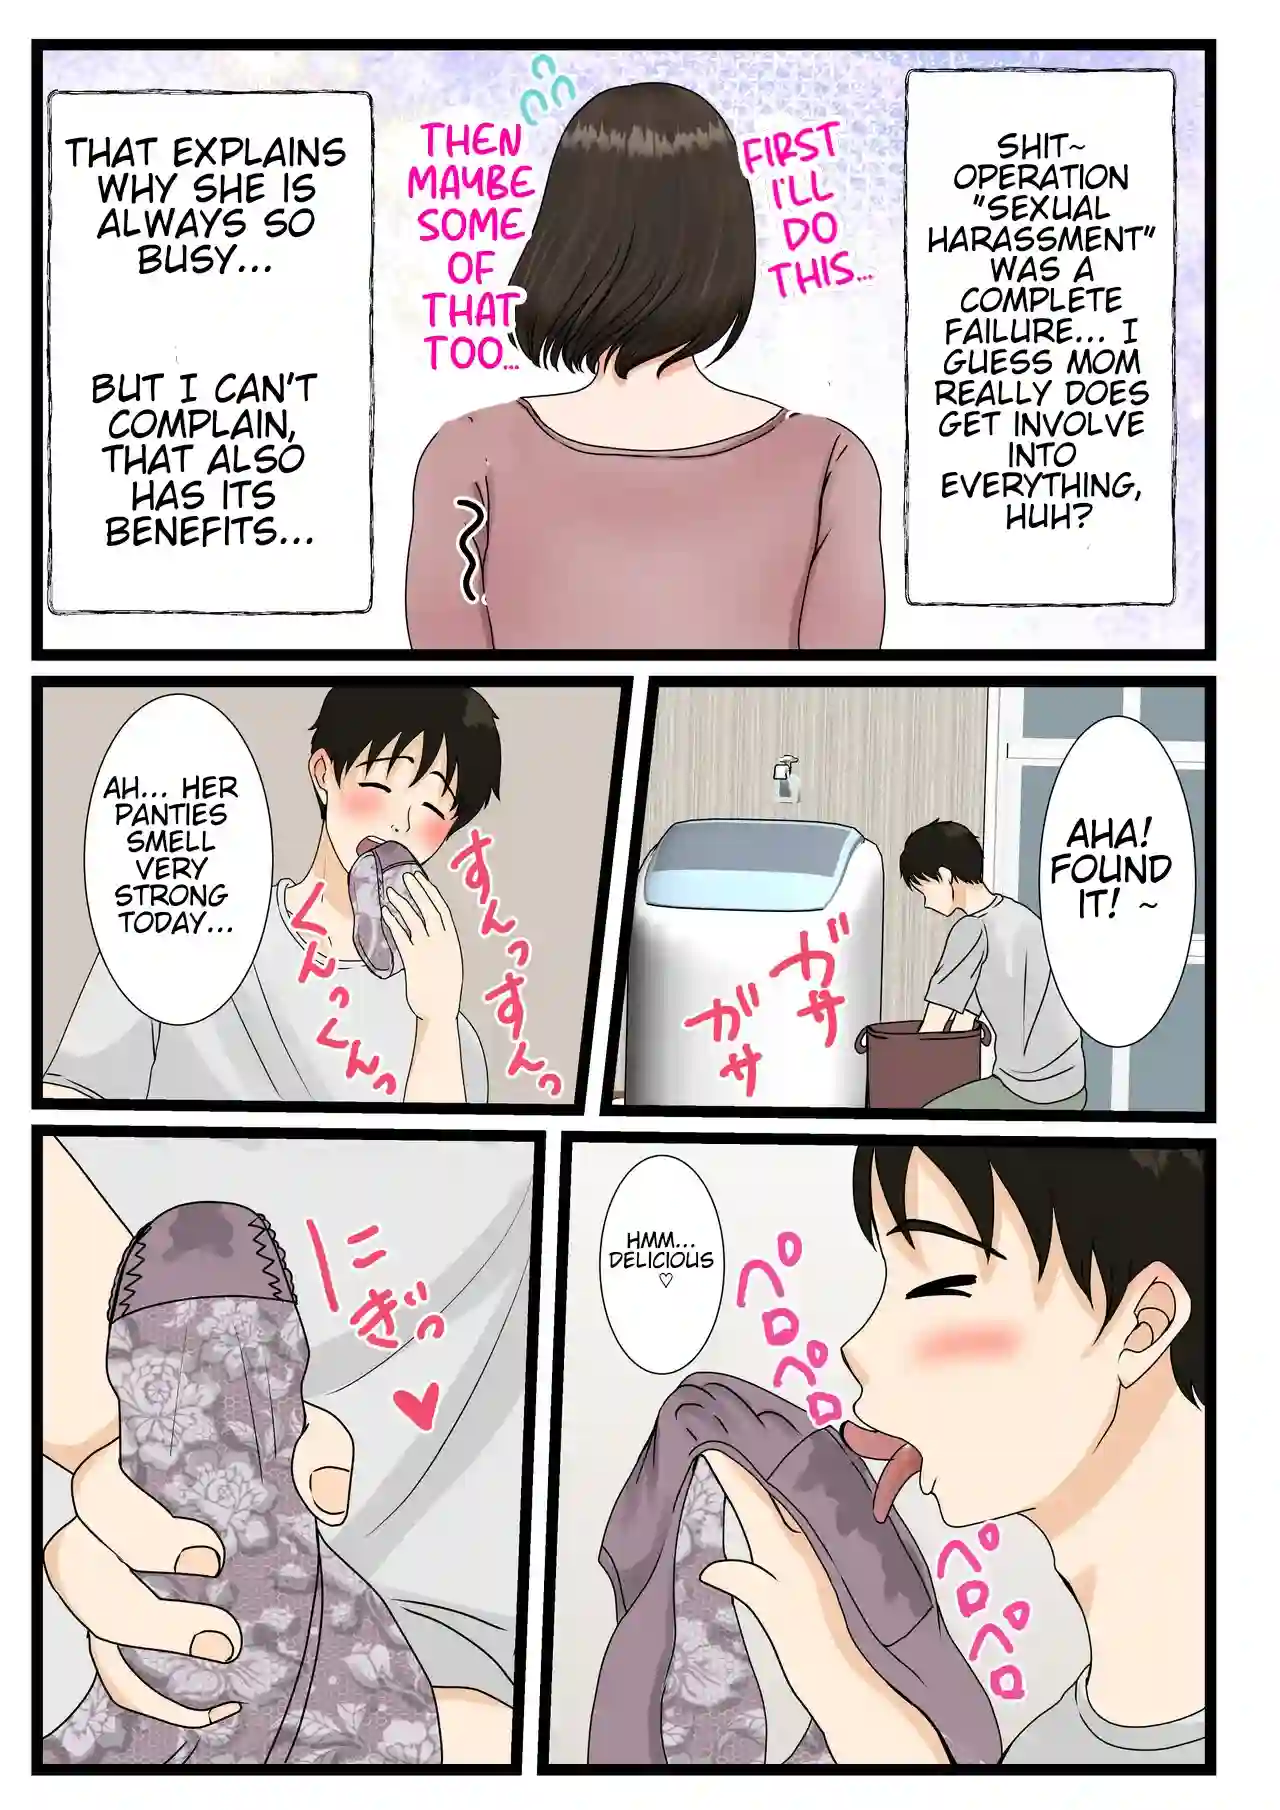 SHIT~
OPERATION
"SEXUAL
HARASSMENT"
WAS A
COMPLETE
FAILURE... I
GUESS MOM
REALLY DOES
GET INVOLVE
INTO
EVERYTHING,
HUH?
FIRST
I'LL
DO
THIS...
THEN
MAYBE
SOME
OF
THAT
TOO...
THAT EXPLAINS
WHY SHE IS
ALWAYS SO
BUSY...
BUT I CAN'T
COMPLAIN,
THAT ALSO
HAS ITS
BENEFITS...
AHA!
FOUND
IT! ~
ガサ
ガサ
AH... HER
PANTIES
SMELL
VERY
STRONG
TODAY...
すんっすんっ
くんっくんっ
HMM...
DELICIOUS
♡
ペロペロ
ペロペロ
にぎっ